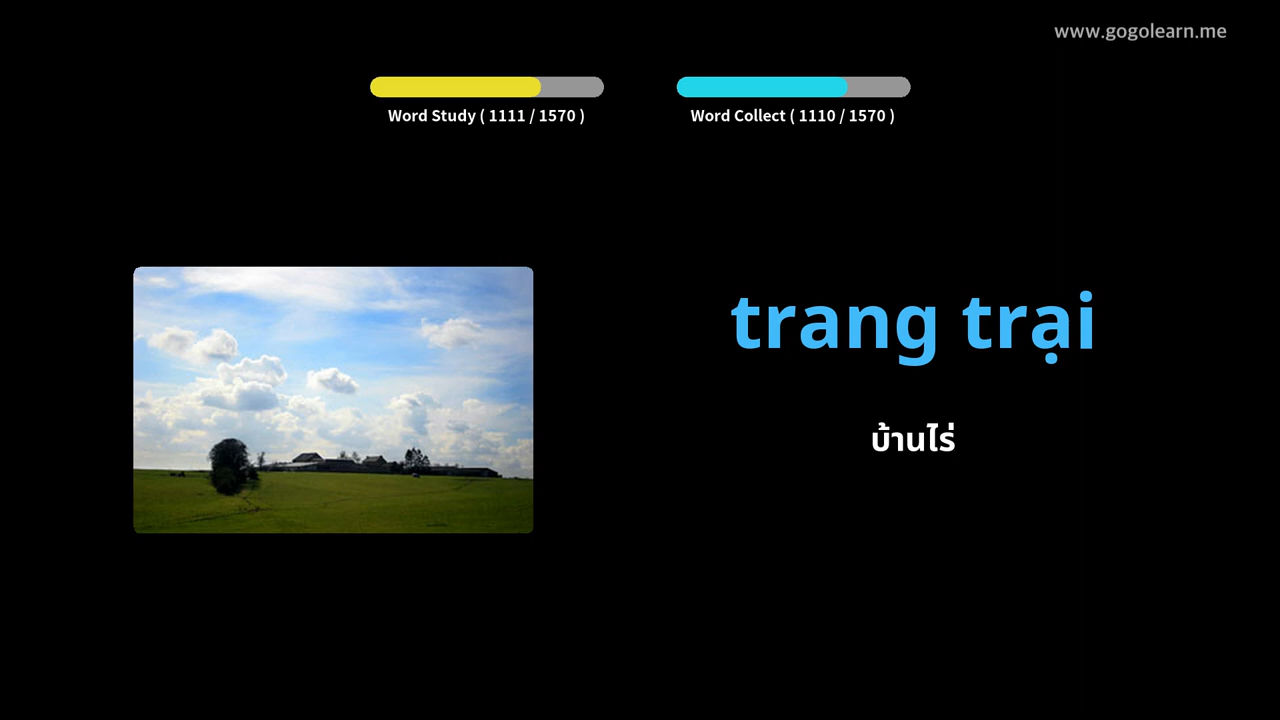 www.gogolearn.me
Word Study ( 1111 / 1570 )
Word Collect ( 1110 / 1570 )
trang trại
บ้านไร่